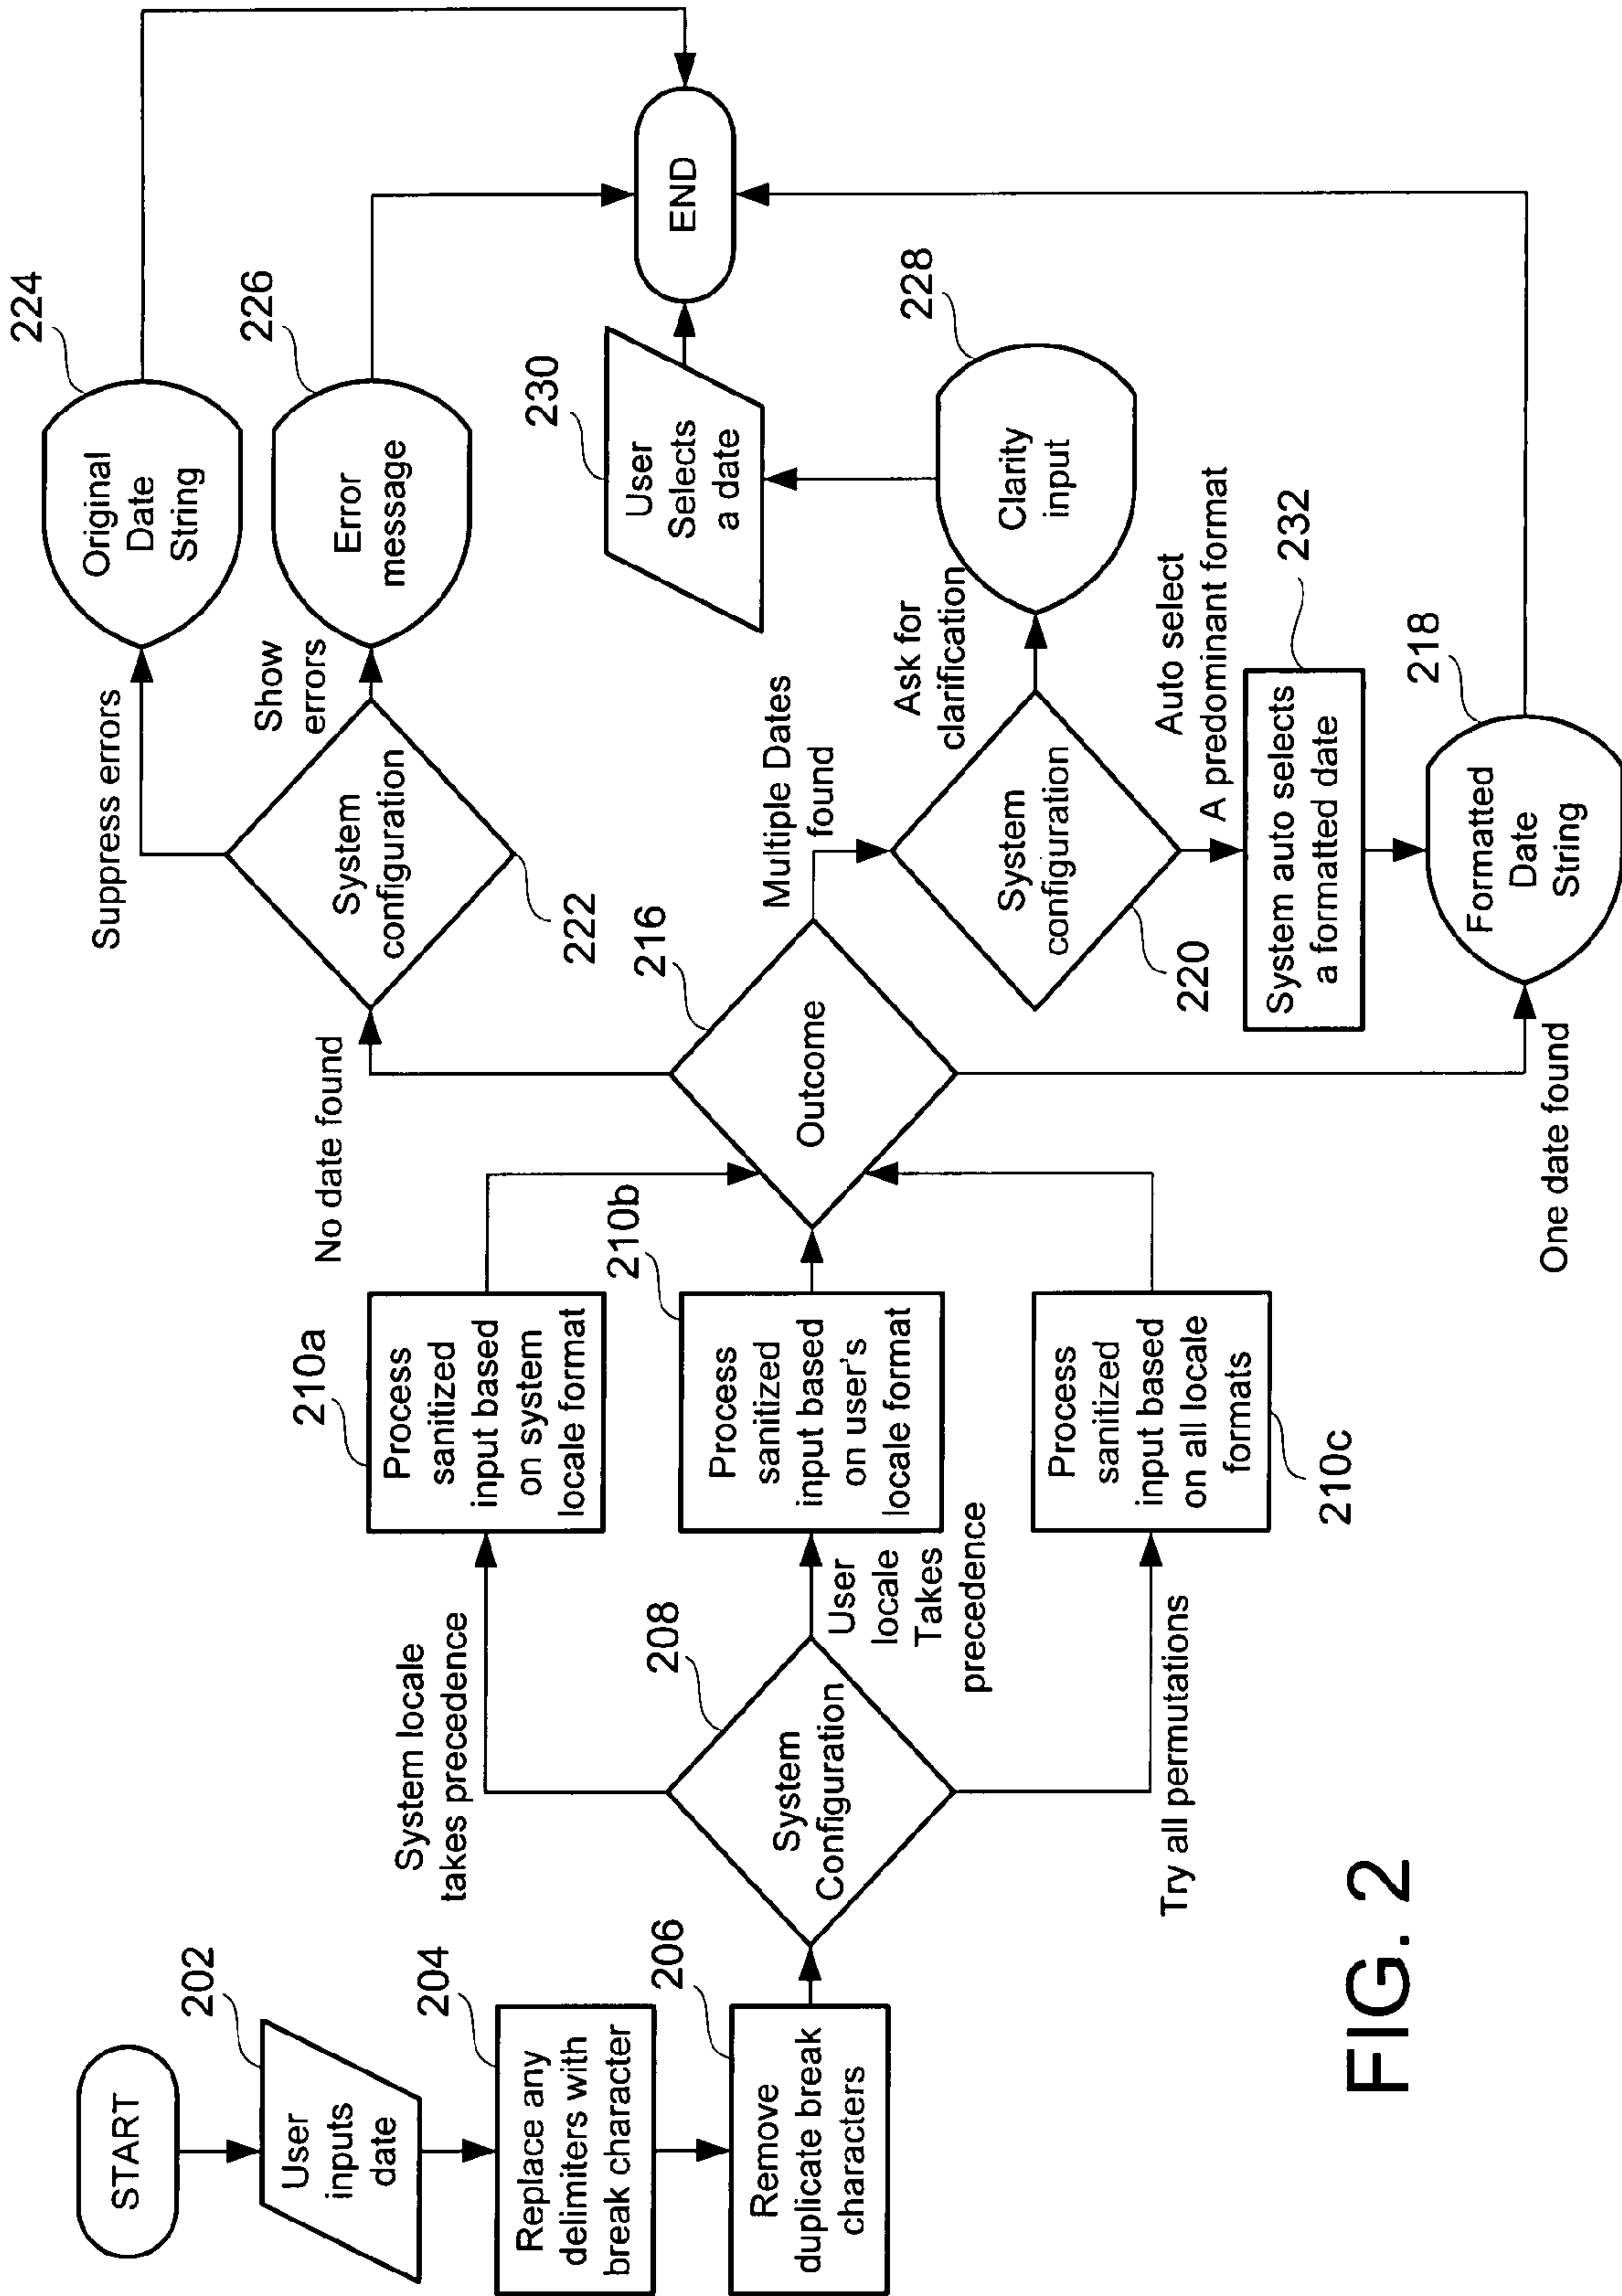 START
202
User
inputs
date
204
Replace any
delimiters with
break character
206
Remove
duplicate break
characters
208
System
Configuration
System locale
takes precedence
User
locale
Takes
precedence
Try all permutations
210a
Process
sanitized
input based
on system
locale format
210b
Process
sanitized
input based
on user's
locale format
Process
sanitized
input based
on all locale
formats
210c
216
Outcome
No date found
Multiple Dates
found
One date found
System
configuration
222
Suppress errors
Show
errors
224
Original
Date
String
226
Error
message
System
configuration
220
Ask for
clarification
Auto select
A predominant format
228
Clarity
input
230
User
Selects
a date
232
System auto selects
a formatted date
218
Formatted
Date
String
END
FIG. 2